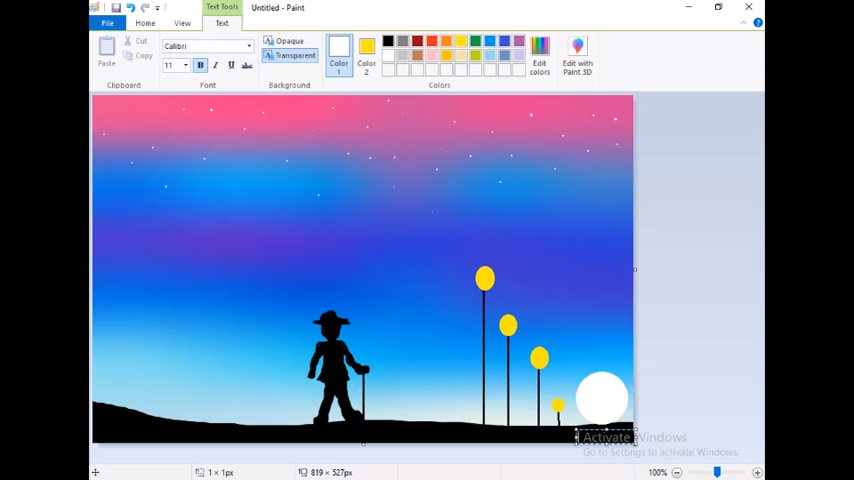 Text Tools
Untitled - Paint
File
Home
View
Text
Paste
Cut
Copy
Clipboard
Calibri
11
B
I
U
abc
Font
Opaque
Transparent
Background
Color
1
Color
2
Edit
colors
Edit with
Paint 3D
Colors
Activate Windows
Go to Settings to activate Windows.
1 × 1px
819 × 527px
100%